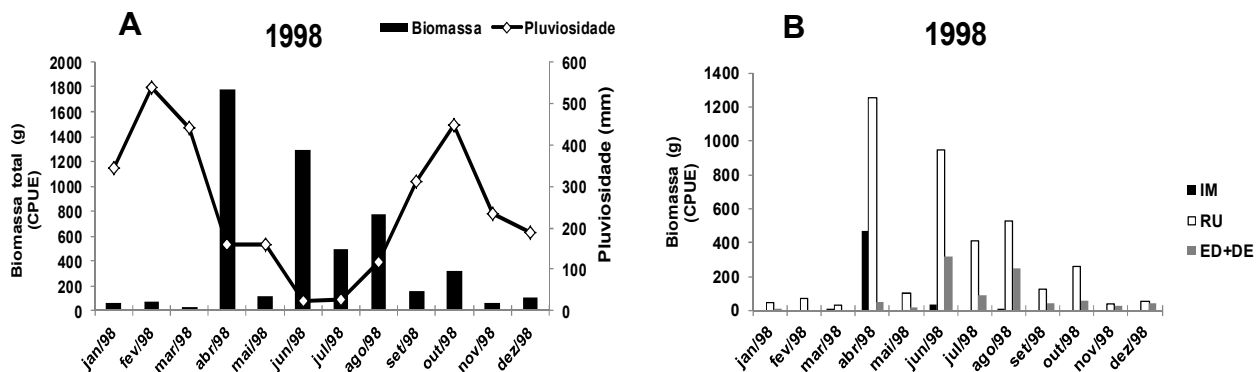 A
1998
Biomassa
Pluviosidade
Biomassa total (g)
(CPUE)
2000
1800
1600
1400
1200
1000
800
600
400
200
0
600
500
400
300
200
100
0
Pluviosidade (mm)
jan/98
fev/98
mar/98
abr/98
mai/98
jun/98
jul/98
ago/98
set/98
out/98
nov/98
dez/98
B
1998
Biomassa (g)
(CPUE)
1400
1200
1000
800
600
400
200
0
jan/98
fev/98
mar/98
abr/98
mai/98
jun/98
jul/98
ago/98
set/98
out/98
nov/98
dez/98
IM
RU
ED+DE